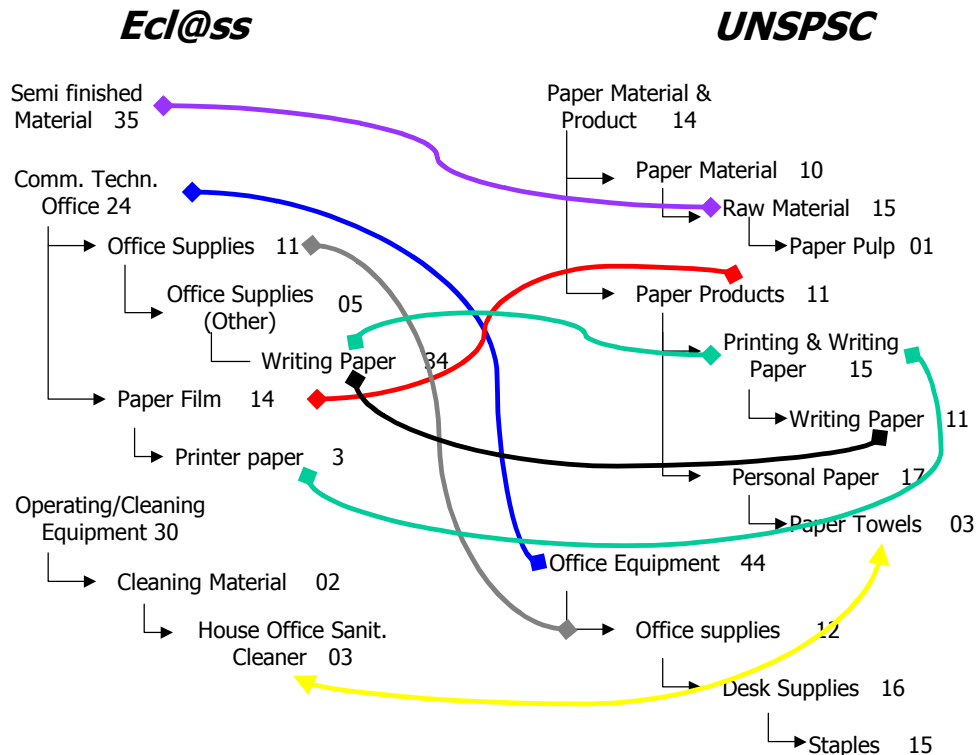 Ecl@ss
Semi finished
Material 35
Comm. Techn.
Office 24
Office Supplies 11
Office Supplies 05
(Other)
Writing Paper 34
Paper Film 14
Printer paper 3
Operating/Cleaning
Equipment 30
Cleaning Material 02
House Office Sanit.
Cleaner 03
UNSPSC
Paper Material &
Product 14
Paper Material 10
Raw Material 15
Paper Pulp 01
Paper Products 11
Printing & Writing
Paper 15
Writing Paper 11
Personal Paper 17
Paper Towels 03
Office Equipment 44
Office supplies 12
Desk Supplies 16
Staples 15